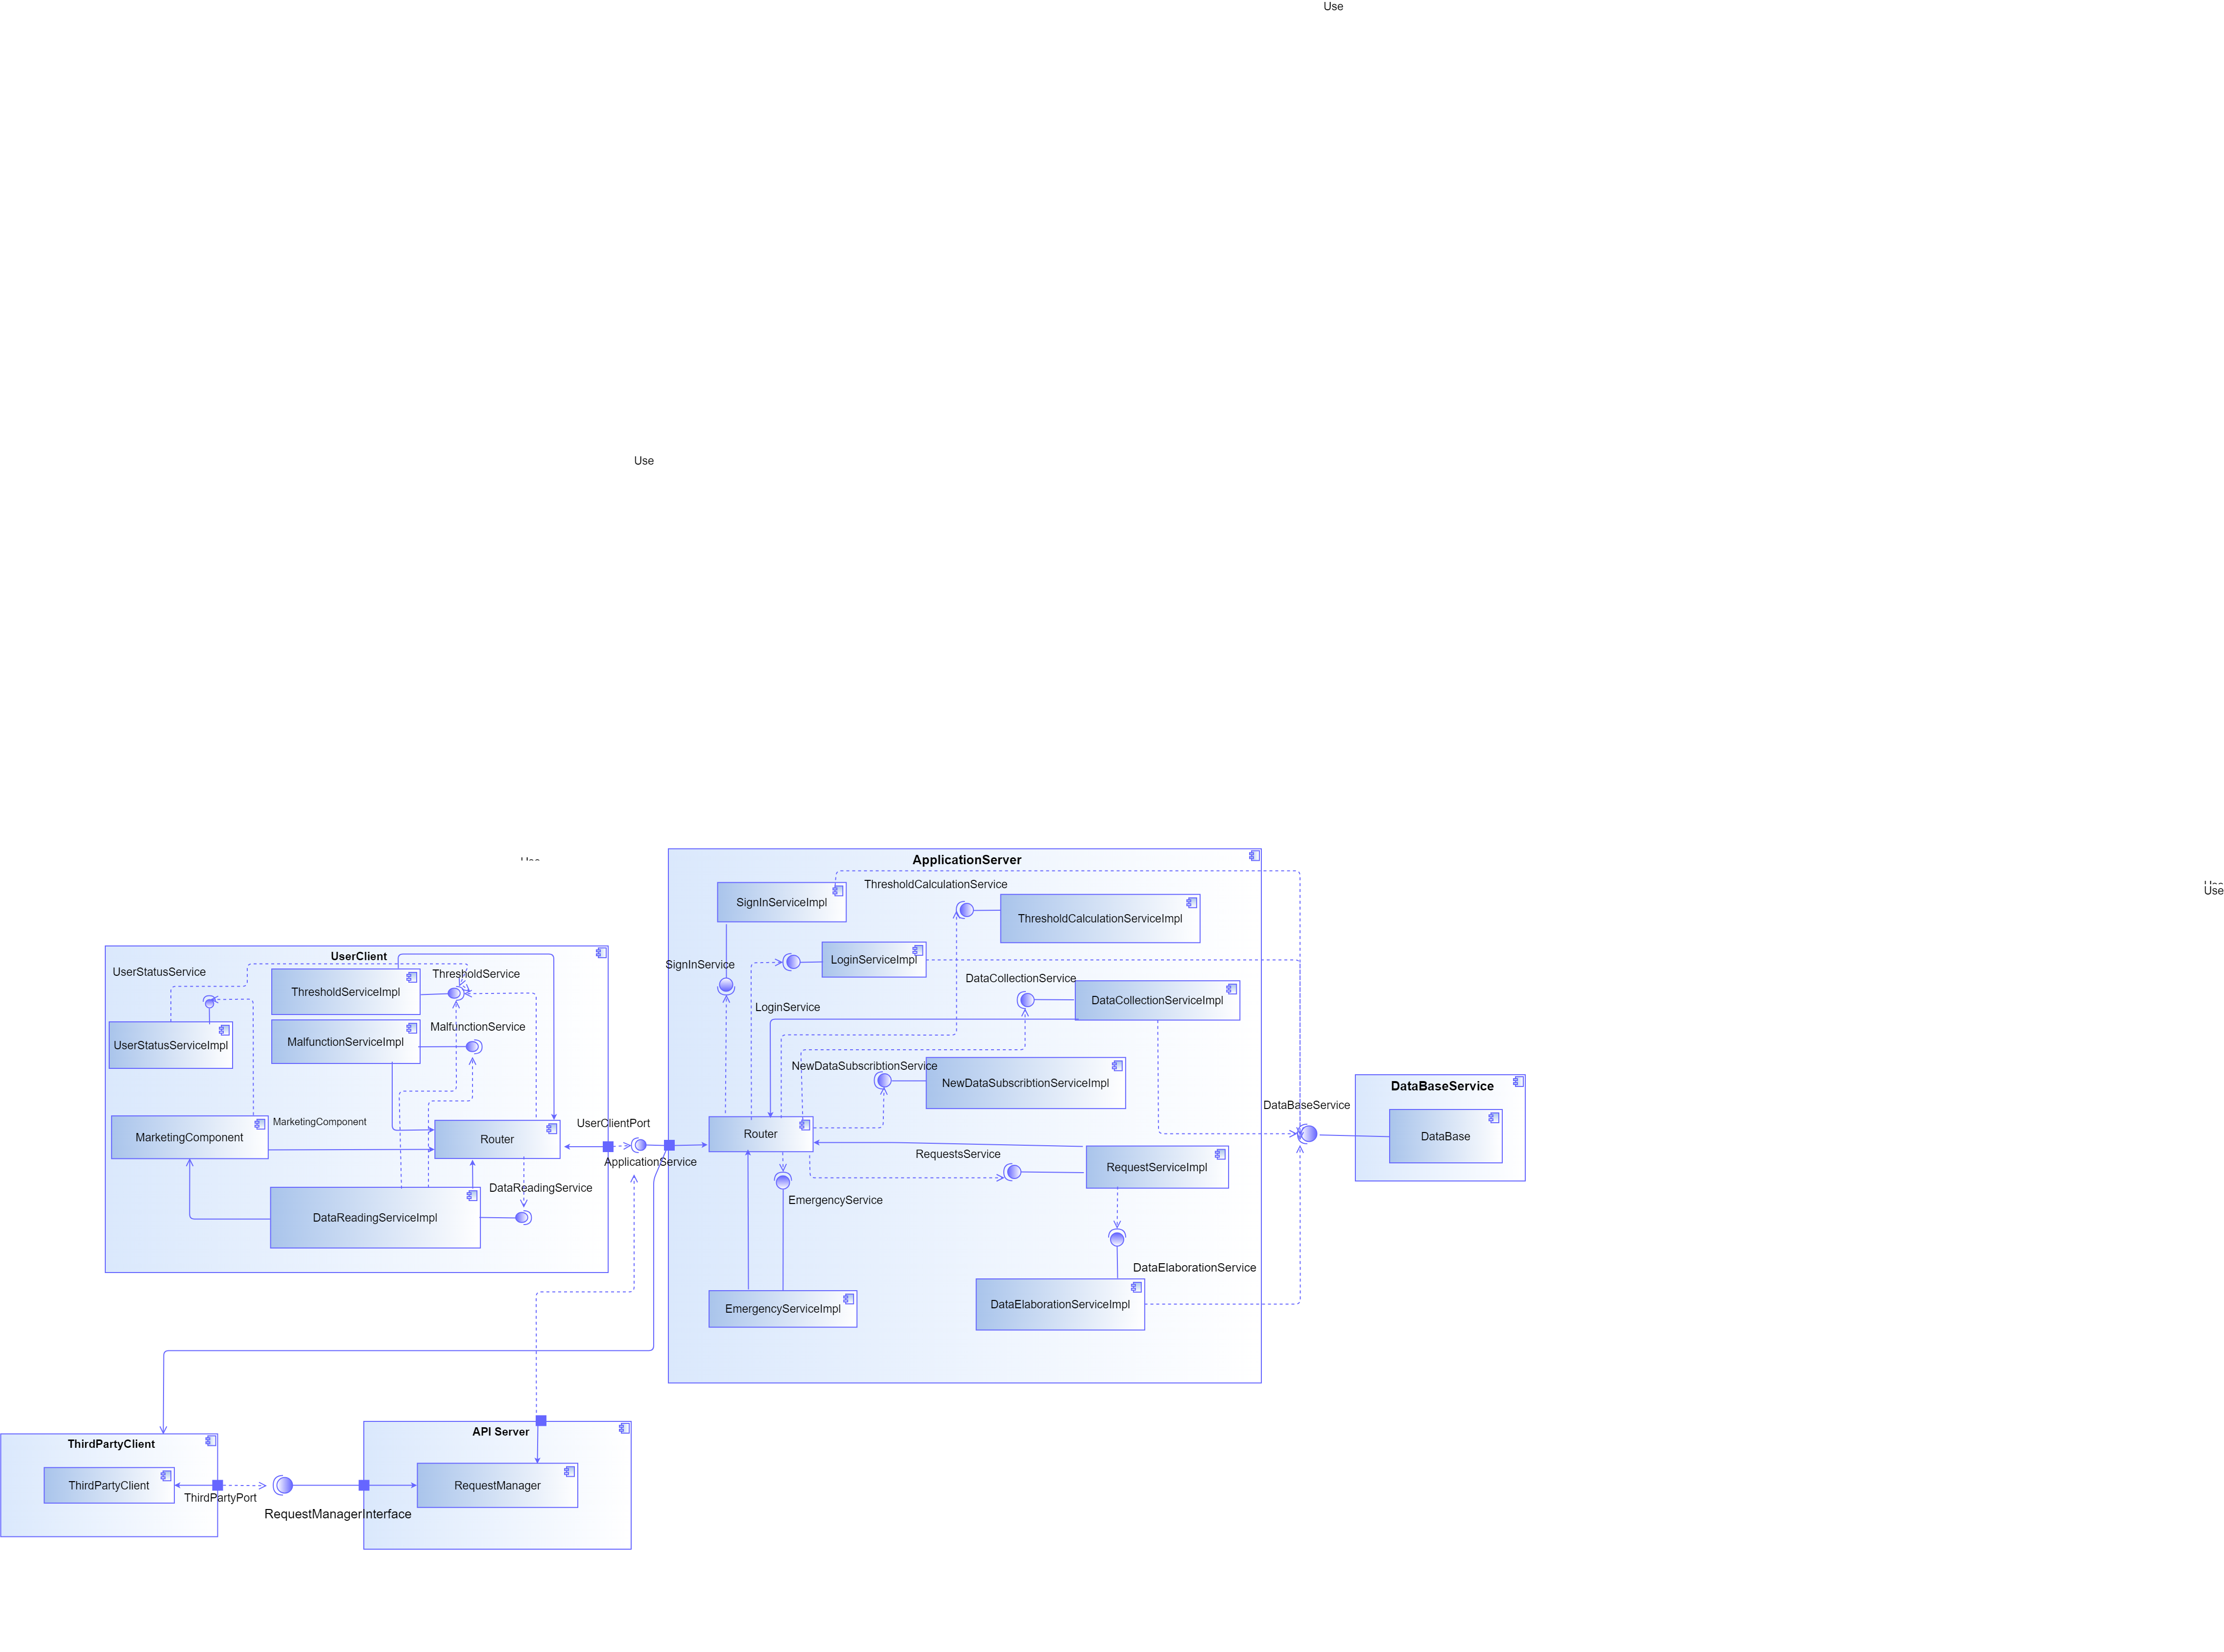 Use
Use
Use
Use
Use
ApplicationServer
SignInServiceImpl
ThresholdCalculationService
ThresholdCalculationServiceImpl
UserClient
UserStatusService
ThresholdService
ThresholdServiceImpl
SignInService
LoginServiceImpl
DataCollectionService
DataCollectionServiceImpl
LoginService
MalfunctionService
MalfunctionServiceImpl
UserStatusServiceImpl
NewDataSubscribtionService
NewDataSubscribtionServiceImpl
DataBaseService
DataBaseService
DataBase
MarketingComponent
MarketingComponent
Router
UserClientPort
ApplicationService
Router
RequestsService
RequestServiceImpl
DataReadingService
DataReadingServiceImpl
EmergencyService
DataElaborationService
DataElaborationServiceImpl
EmergencyServiceImpl
ThirdPartyClient
ThirdPartyClient
ThirdPartyPort
API Server
RequestManager
RequestManagerInterface